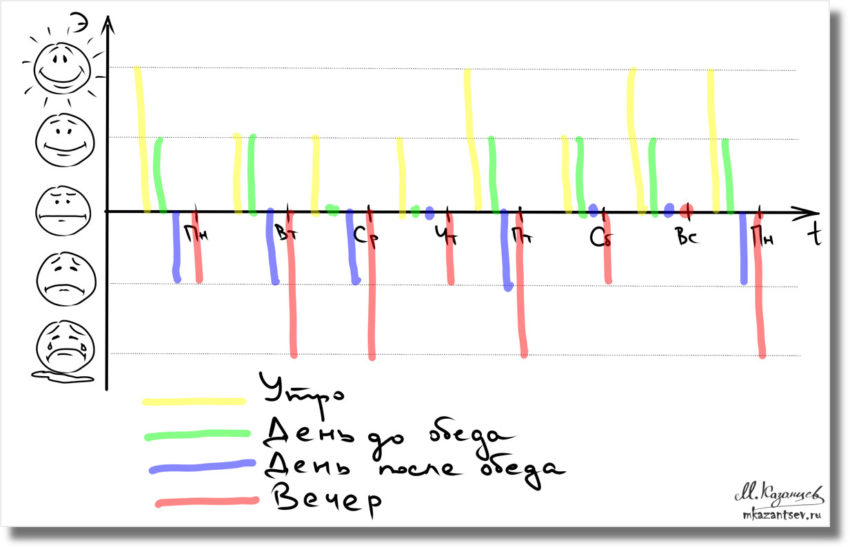 Э
Пн Вт Ср Чт Пт Сб Вс Пн t
Утро
День до обеда
День после обеда
Вечер
М. Казанцев
mkazantsev.ru